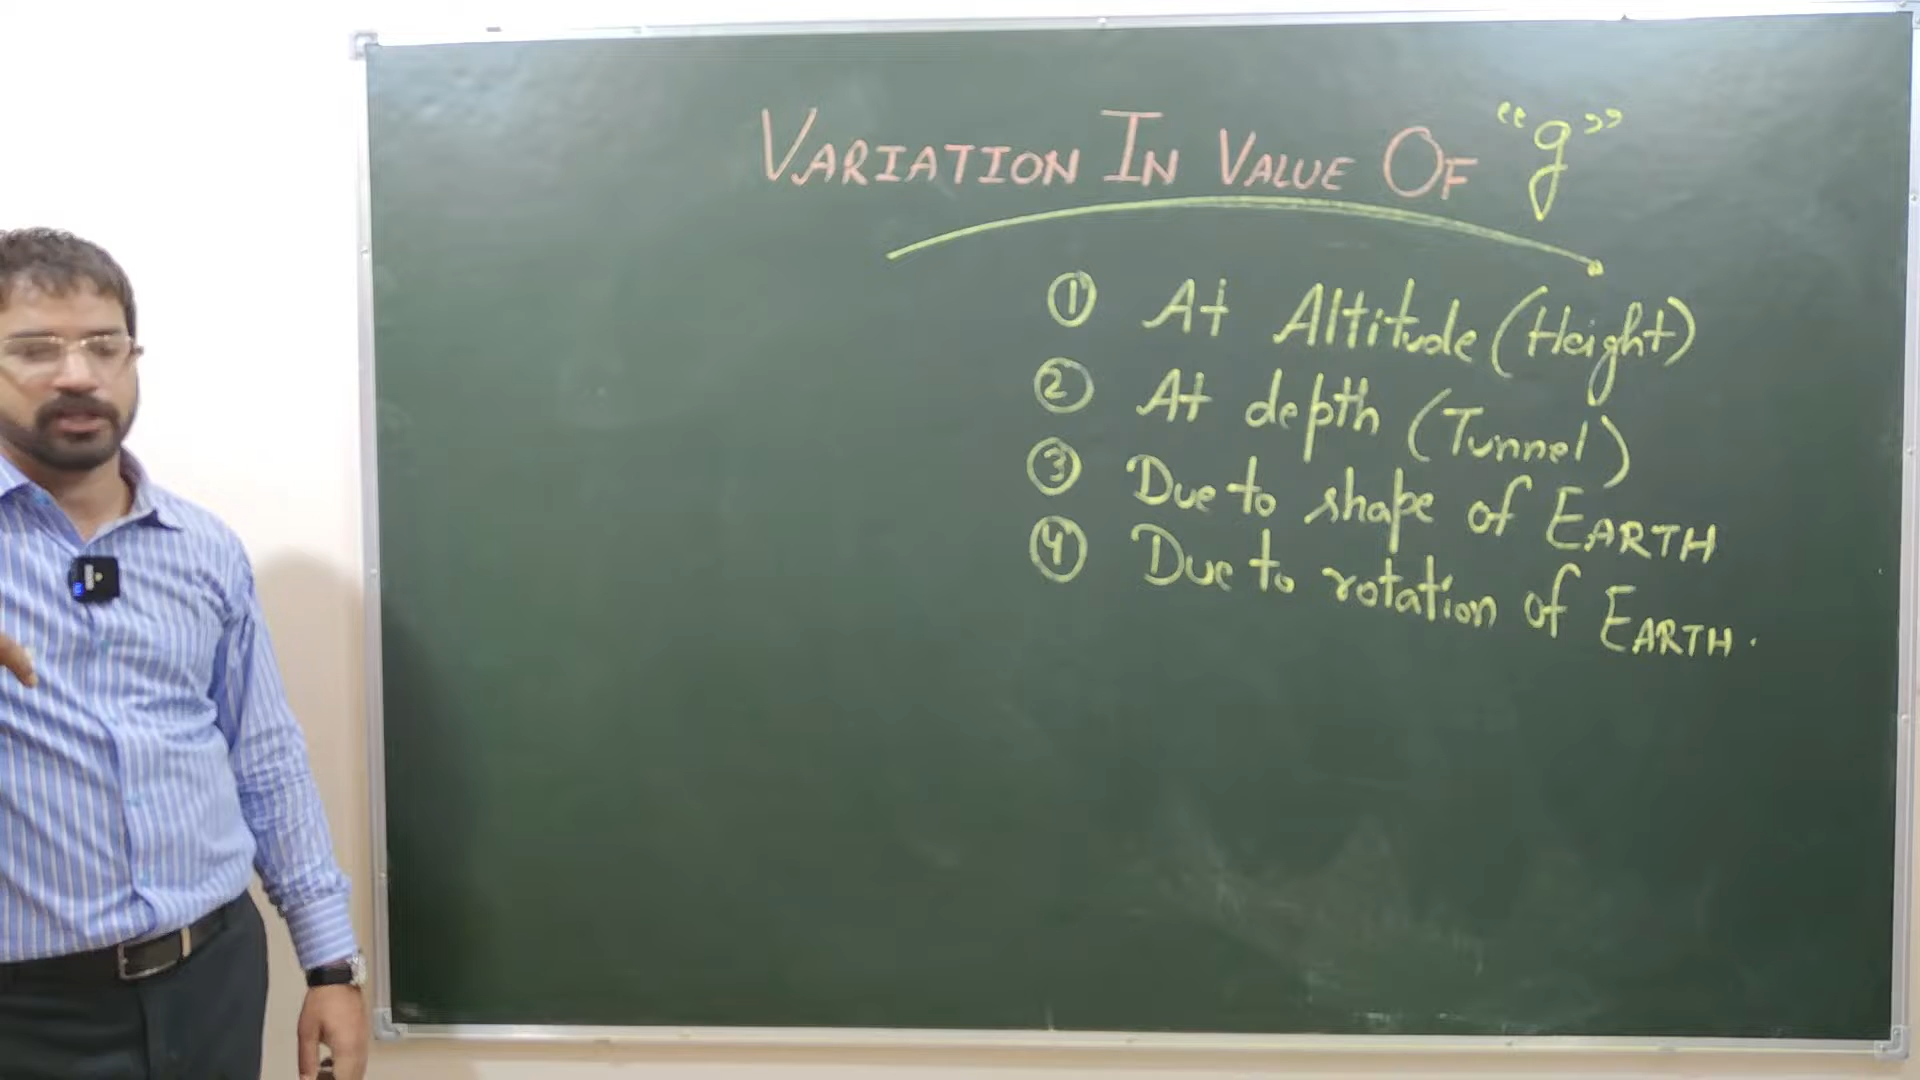 VARIATION IN VALUE OF "g"
① At Altitude (Height)
② At depth (Tunnel)
③ Due to shape of EARTH
④ Due to rotation of EARTH.